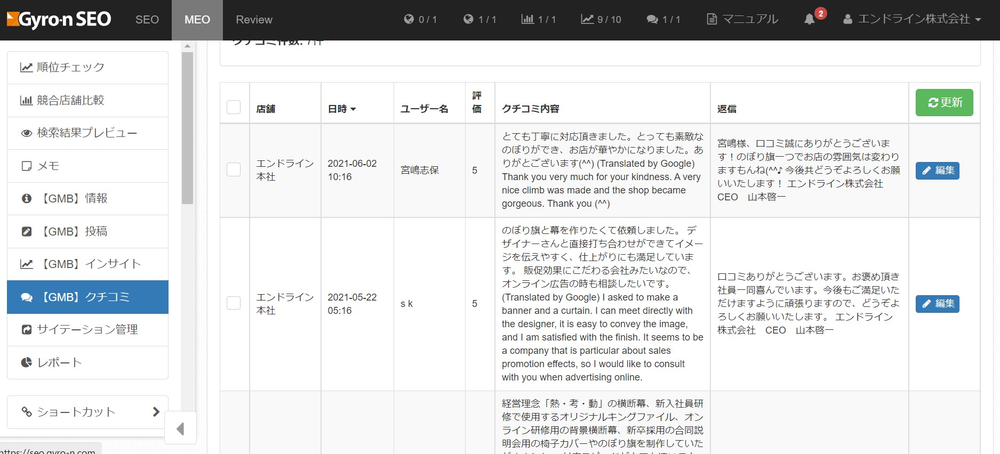 Gyro-n SEO
SEO
MEO
Review
0 / 1
1 / 1
1 / 1
9 / 10
1 / 1
マニュアル
2
エンドライン株式会社
順位チェック
競合店舗比較
検索結果プレビュー
メモ
【GMB】情報
【GMB】投稿
【GMB】インサイト
【GMB】クチコミ
サイテーション管理
レポート
ショートカット
https://seo.gyro-n.com
クチコミ件数: 7件
店舗
日時
ユーザー名
評
価
クチコミ内容
返信
更新
エンドライン
本社
2021-06-02
10:16
宮嶋志保
5
とても丁寧に対応頂きました。とっても素敵な
のぼりができ、お店が華やかになりました。あ
りがとございます(^^) (Translated by Google)
Thank you very much for your kindness. A very
nice climb was made and the shop became
gorgeous. Thank you (^^)
宮嶋様、口コミ誠にありがとうございま
す！のぼり旗一つでお店の雰囲気は変わり
ますもんね(^^♪ 今後共どうぞよろしくお願
いいたします！ エンドライン株式会社
CEO　山本啓一
編集
エンドライン
本社
2021-05-22
05:16
s k
5
のぼり旗と幕を作りたくて依頼しました。 デ
ザイナーさんと直接打ち合わせができてイメー
ジを伝えやすく、仕上がりにも満足していま
す。 販促効果にこだわる会社みたいなので、
オンライン広告の時も相談したいです。
(Translated by Google) I asked to make a
banner and a curtain. I can meet directly with
the designer, it is easy to convey the image,
and I am satisfied with the finish. It seems to be
a company that is particular about sales
promotion effects, so I would like to consult
with you when advertising online.
口コミありがとうございます。お褒め頂き
社員一同喜んでいます。今後もご満足いた
だけますように頑張りますので、どうぞよ
ろしくお願いいたします。 エンドライン
株式会社　CEO　山本啓一
編集
経営理念「熱・考・動」の横断幕、新入社員研
修で使用するオリジナルキングファイル、オン
ライン研修用の背景横断幕、新卒採用の合同説
明会用の椅子カバーやのぼり旗を制作していた